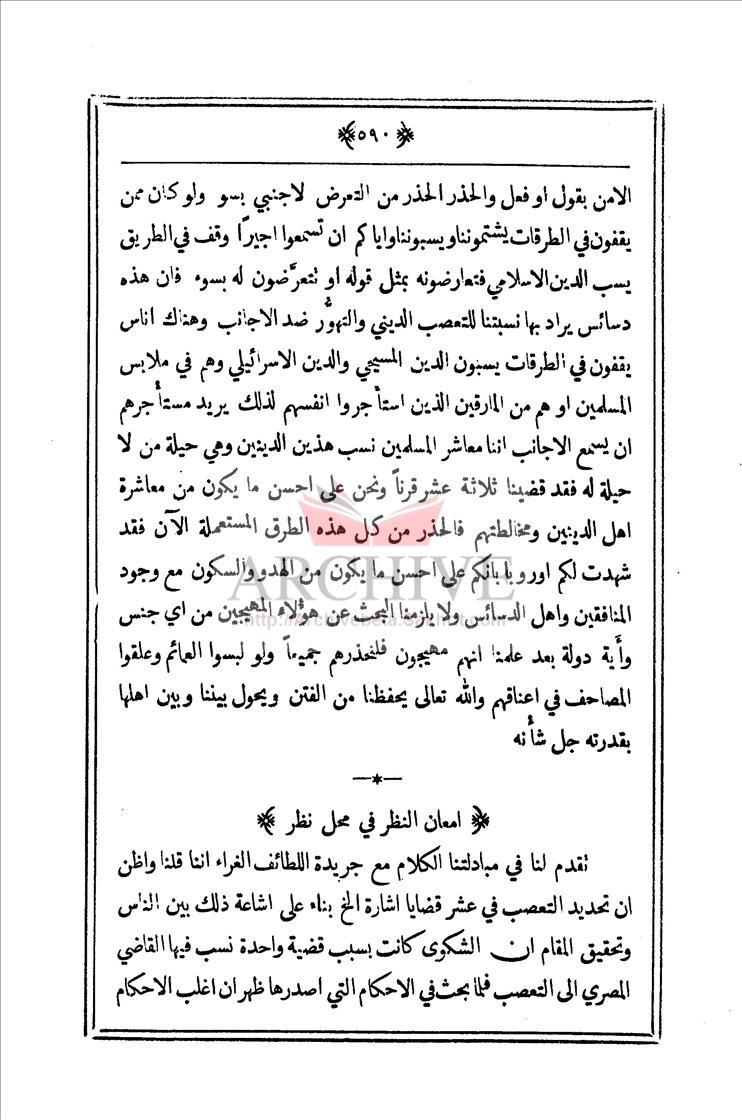 ٥٩٠
الامن بقول او فعل والحذر الحذر من التعرض لاجنبي بسو ولو كان ممن
يقفون في الطرقات يشتموننا ويسبوننا واياكم ان تسمعوا اجيرًا وقف في الطريق
يسب الدين الاسلامي فتعارضونه بمثل قوله او تتعرَّضون له بسوء فان هذه
دسائس يراد بها نسبتنا للتعصب الديني والتهوُّر ضد الاجانب وهناك اناس
يقفون في الطرقات يسبون الدين المسيحي والدين الاسرائيلي وهم في ملابس
المسلمين او هم من المارقين الذين استأجروا انفسهم لذلك يريد مستأجرهم
ان يسمع الاجانب اننا معاشر المسلمين نسب هذين الدينين وهي حيلة من لا
حيلة له فقد قضينا ثلاثة عشر قرناً ونحن على احسن ما يكون من معاشرة
اهل الدينين ومخالطتهم فالحذر من كل هذه الطرق المستعملة الآن فقد
شهدت لكم اوروبا بانكم على احسن ما يكون من الهدو والسكون مع وجود
المنافقين واهل الدسائس ولا يلزمنا البحث عن هؤلاء المهيجين من اي جنس
وأية دولة بعد علمنا انهم مهيجون فلنحذرهم جميعاً ولو لبسوا العمائم وعلقوا
المصاحف في اعناقهم والله تعالى يحفظنا من الفتن ويحول بيننا وبين اهلها
بقدرته جل شأنه
امعان النظر في محل نظر
تقدم لنا في مبادلتنا الكلام مع جريدة اللطائف الغراء اننا قلنا واظن
ان تحديد التعصب في عشر قضايا اشارة الخ بناء على اشاعة ذلك بين الناس
وتحقيق المقام ان الشكوى كانت بسبب قضية واحدة نسب فيها القاضي
المصري الى التعصب فلما بحث في الاحكام التي اصدرها ظهر ان اغلب الاحكام
ARCHIVE
http://Archivebeta.Sakhrit.com